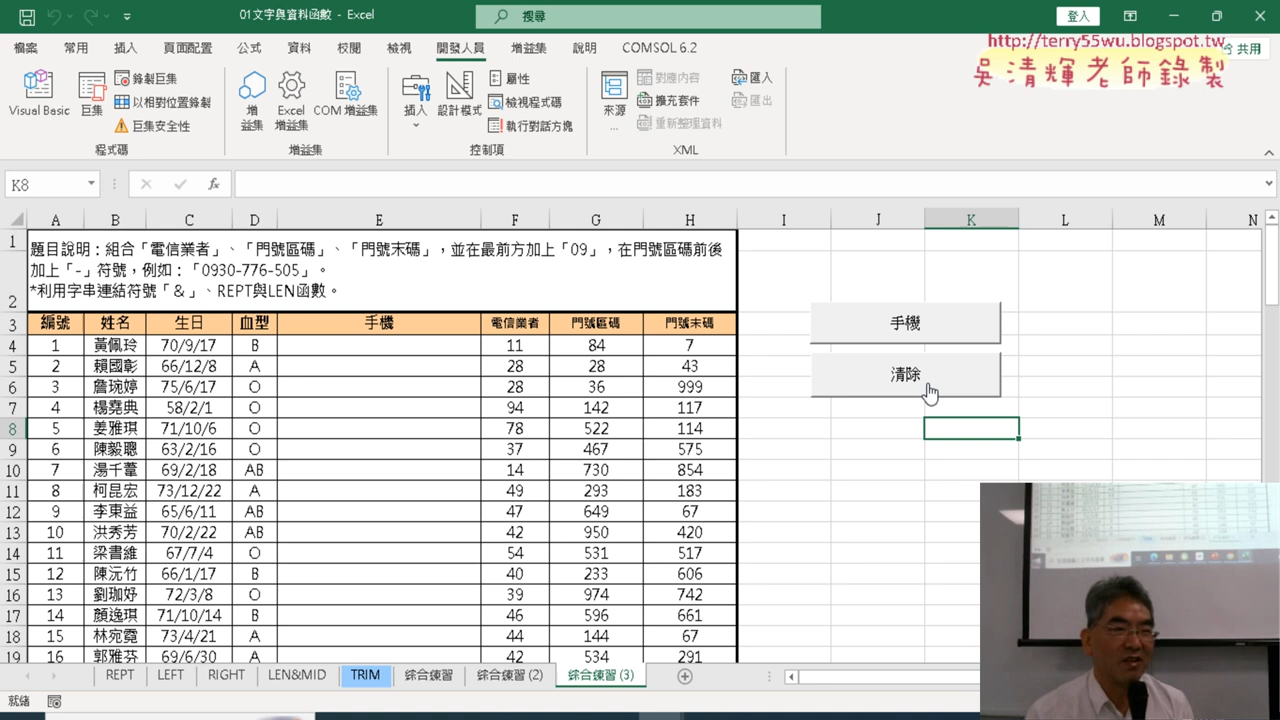 01文字與資料函數 - Excel
搜尋
登入
檔案 常用 插入 頁面配置 公式 資料 校閱 檢視 開發人員 增益集 說明 COMSOL 6.2
共用
http://terry55wu.blogspot.tw
吳清輝老師錄製
Visual Basic 巨集 錄製巨集 以相對位置錄製 巨集安全性
增益集 Excel 增益集 COM 增益集
插入 設計模式 屬性 檢視程式碼 執行對話方塊
來源... 對應內容 擴充套件 重新整理資料 匯入 匯出
程式碼 增益集 控制項 XML
K8 fx
A B C D E F G H I J K L M N
1 題目說明：組合「電信業者」、「門號區碼」、「門號末碼」，並在最前方加上「09」，在門號區碼前後
加上「-」符號，例如：「0930-776-505」。
2 *利用字串連結符號「&」、REPT與LEN函數。
3 編號 姓名 生日 血型 手機 電信業者 門號區碼 門號末碼
4 1 黃佩玲 70/9/17 B 11 84 7
5 2 賴國彰 66/12/8 A 28 28 43
6 3 詹琬婷 75/6/17 O 28 36 999
7 4 楊堯典 58/2/1 O 94 142 117
8 5 姜雅琪 71/10/6 O 78 522 114
9 6 陳毅聰 63/2/16 O 37 467 575
10 7 湯千葦 69/2/18 AB 14 730 854
11 8 柯昆宏 73/12/22 A 49 293 183
12 9 李東益 65/6/11 AB 47 649 67
13 10 洪秀芳 70/2/22 AB 42 950 420
14 11 梁書維 67/7/4 O 54 531 517
15 12 陳沅竹 66/1/17 B 40 233 606
16 13 劉珈妤 72/3/8 O 39 974 742
17 14 顏逸琪 71/10/14 B 46 596 661
18 15 林宛霓 73/4/21 A 44 144 67
19 16 郭雅芬 69/6/30 A 42 534 291
手機
清除
REPT LEFT RIGHT LEN&MID TRIM 綜合練習 綜合練習 (2) 綜合練習 (3)
就緒